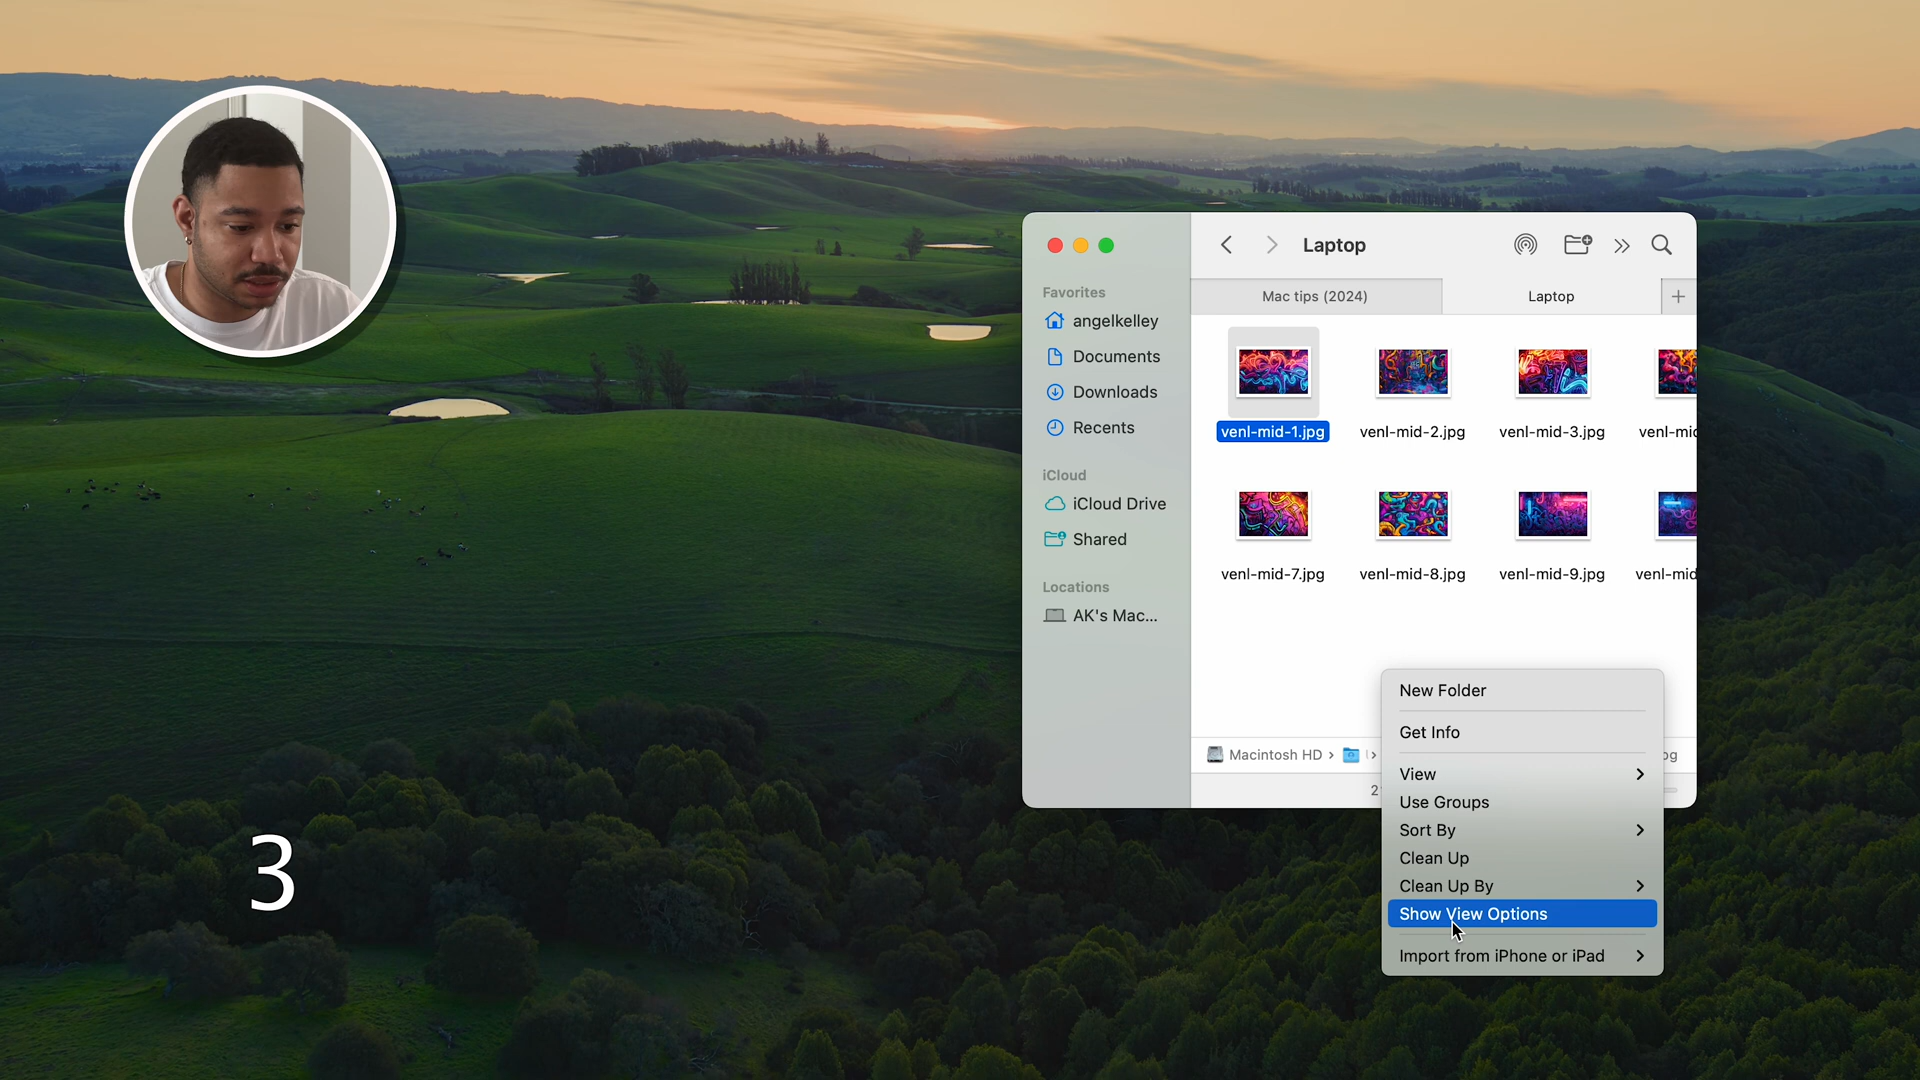 Laptop
Favorites
angelkelley
Documents
Downloads
Recents
iCloud
iCloud Drive
Shared
Locations
AK's Mac...
Mac tips (2024)
Laptop
venl-mid-1.jpg
venl-mid-2.jpg
venl-mid-3.jpg
venl-mid
venl-mid-7.jpg
venl-mid-8.jpg
venl-mid-9.jpg
venl-mid
Macintosh HD
New Folder
Get Info
View
Use Groups
Sort By
Clean Up
Clean Up By
Show View Options
Import from iPhone or iPad
3